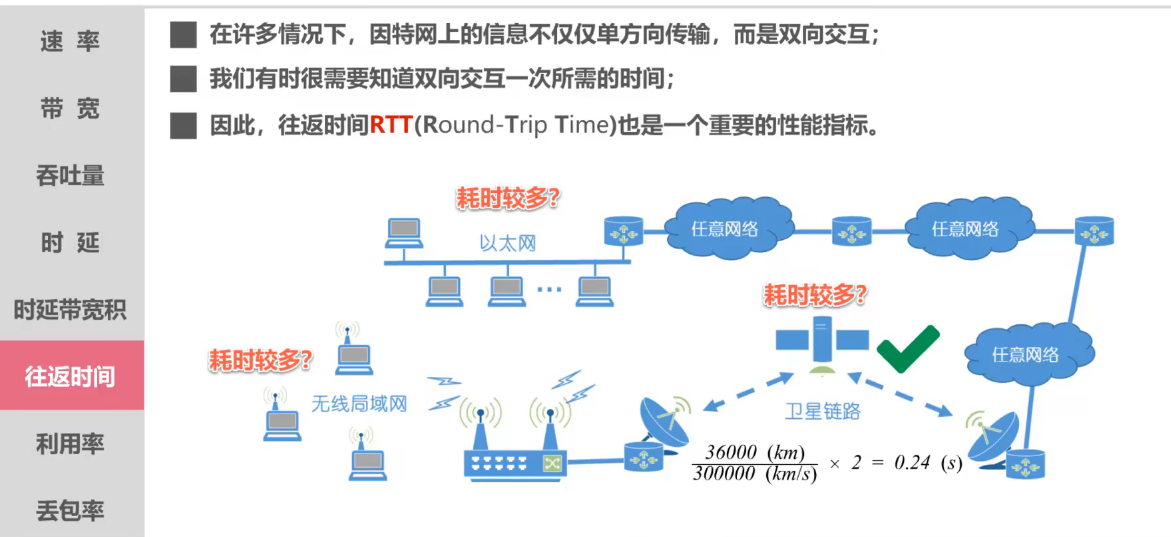 速 率
带 宽
吞吐量
时 延
时延带宽积
往返时间
利用率
丢包率
在许多情况下，因特网上的信息不仅仅单方向传输，而是双向交互；
我们有时很需要知道双向交互一次所需的时间；
因此，往返时间RTT(Round-Trip Time)也是一个重要的性能指标。
耗时较多?
以太网
任意网络
任意网络
耗时较多?
任意网络
耗时较多?
无线局域网
卫星链路
36000 (km)
300000 (km/s)
× 2 = 0.24 (s)